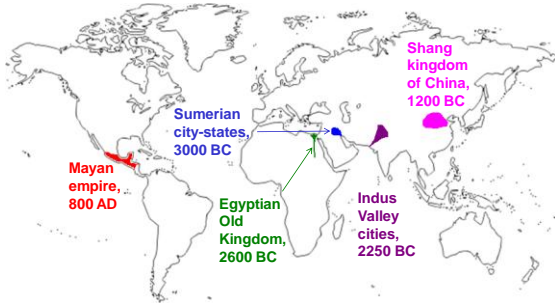 Shang
kingdom
of China,
1200 BC
Sumerian
city-states,
3000 BC
Mayan
empire,
800 AD
Egyptian
Old
Kingdom,
2600 BC
Indus
Valley
cities,
2250 BC